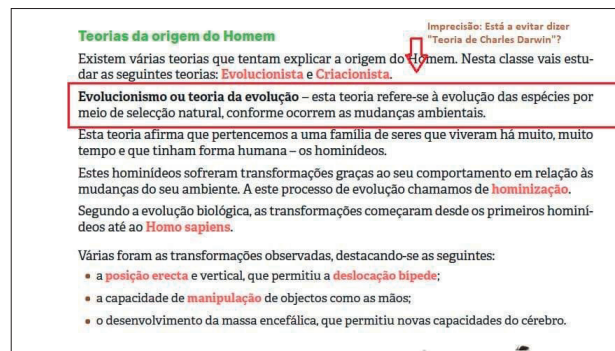 Teorias da origem do Homem
Imprecisão: Está a evitar dizer
"Teoria de Charles Darwin"?
Existem várias teorias que tentam explicar a origem do Homem. Nesta classe vais estu-
dar as seguintes teorias: Evolucionista e Criacionista.
Evolucionismo ou teoria da evolução – esta teoria refere-se à evolução das espécies por
meio de selecção natural, conforme ocorrem as mudanças ambientais.
Esta teoria afirma que pertencemos a uma família de seres que viveram há muito, muito
tempo e que tinham forma humana – os hominídeos.
Estes hominídeos sofreram transformações graças ao seu comportamento em relação às
mudanças do seu ambiente. A este processo de evolução chamamos de hominização.
Segundo a evolução biológica, as transformações começaram desde os primeiros hominí-
deos até ao Homo sapiens.
Várias foram as transformações observadas, destacando-se as seguintes:
• a posição erecta e vertical, que permitiu a deslocação bípede;
• a capacidade de manipulação de objectos como as mãos;
• o desenvolvimento da massa encefálica, que permitiu novas capacidades do cérebro.